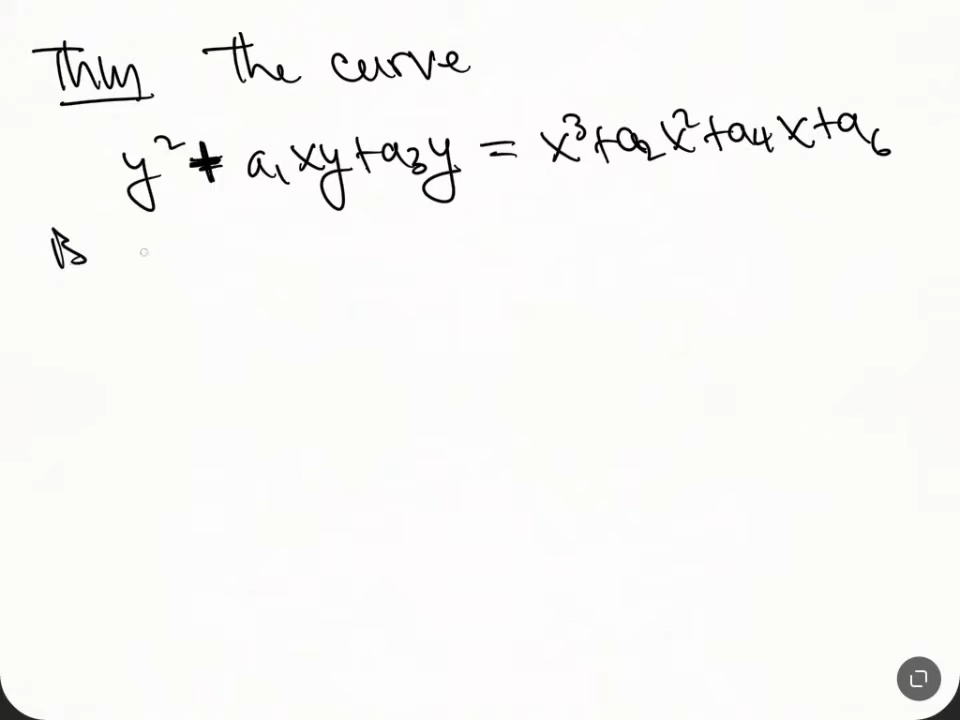 Thm The curve
y² + a₁xy + a₃y = x³ + a₂x² + a₄x + a₆
is